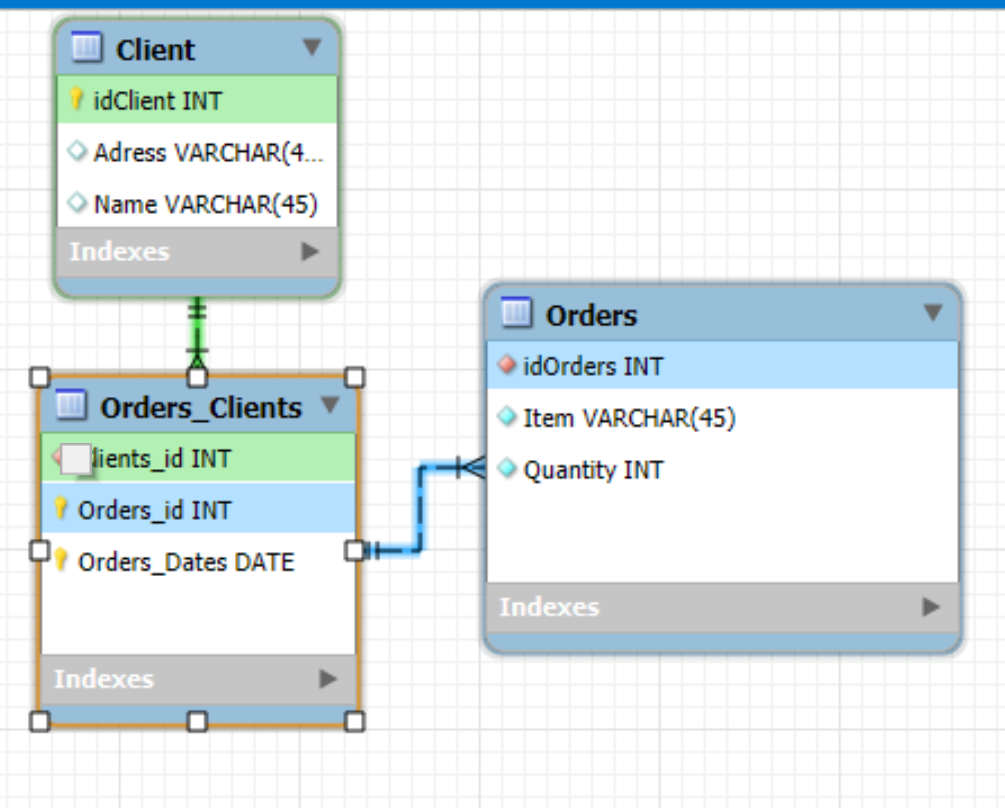 Client
idClient INT
Adress VARCHAR(4...
Name VARCHAR(45)
Indexes
Orders_Clients
lients_id INT
Orders_id INT
Orders_Dates DATE
Indexes
Orders
idOrders INT
Item VARCHAR(45)
Quantity INT
Indexes